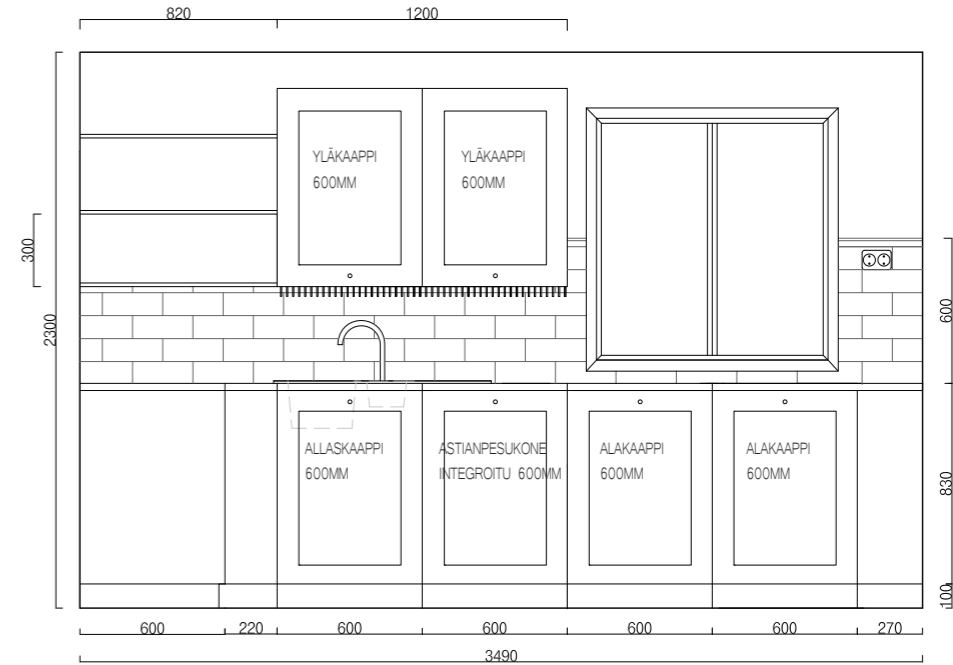 820
1200
YLÄKAAPPI
600MM
YLÄKAAPPI
600MM
300
2300
600
ALLASKAAPPI
600MM
ASTIANPESUKONE
INTEGROITU 600MM
ALAKAAPPI
600MM
ALAKAAPPI
600MM
830
100
600
220
600
600
600
600
270
3490